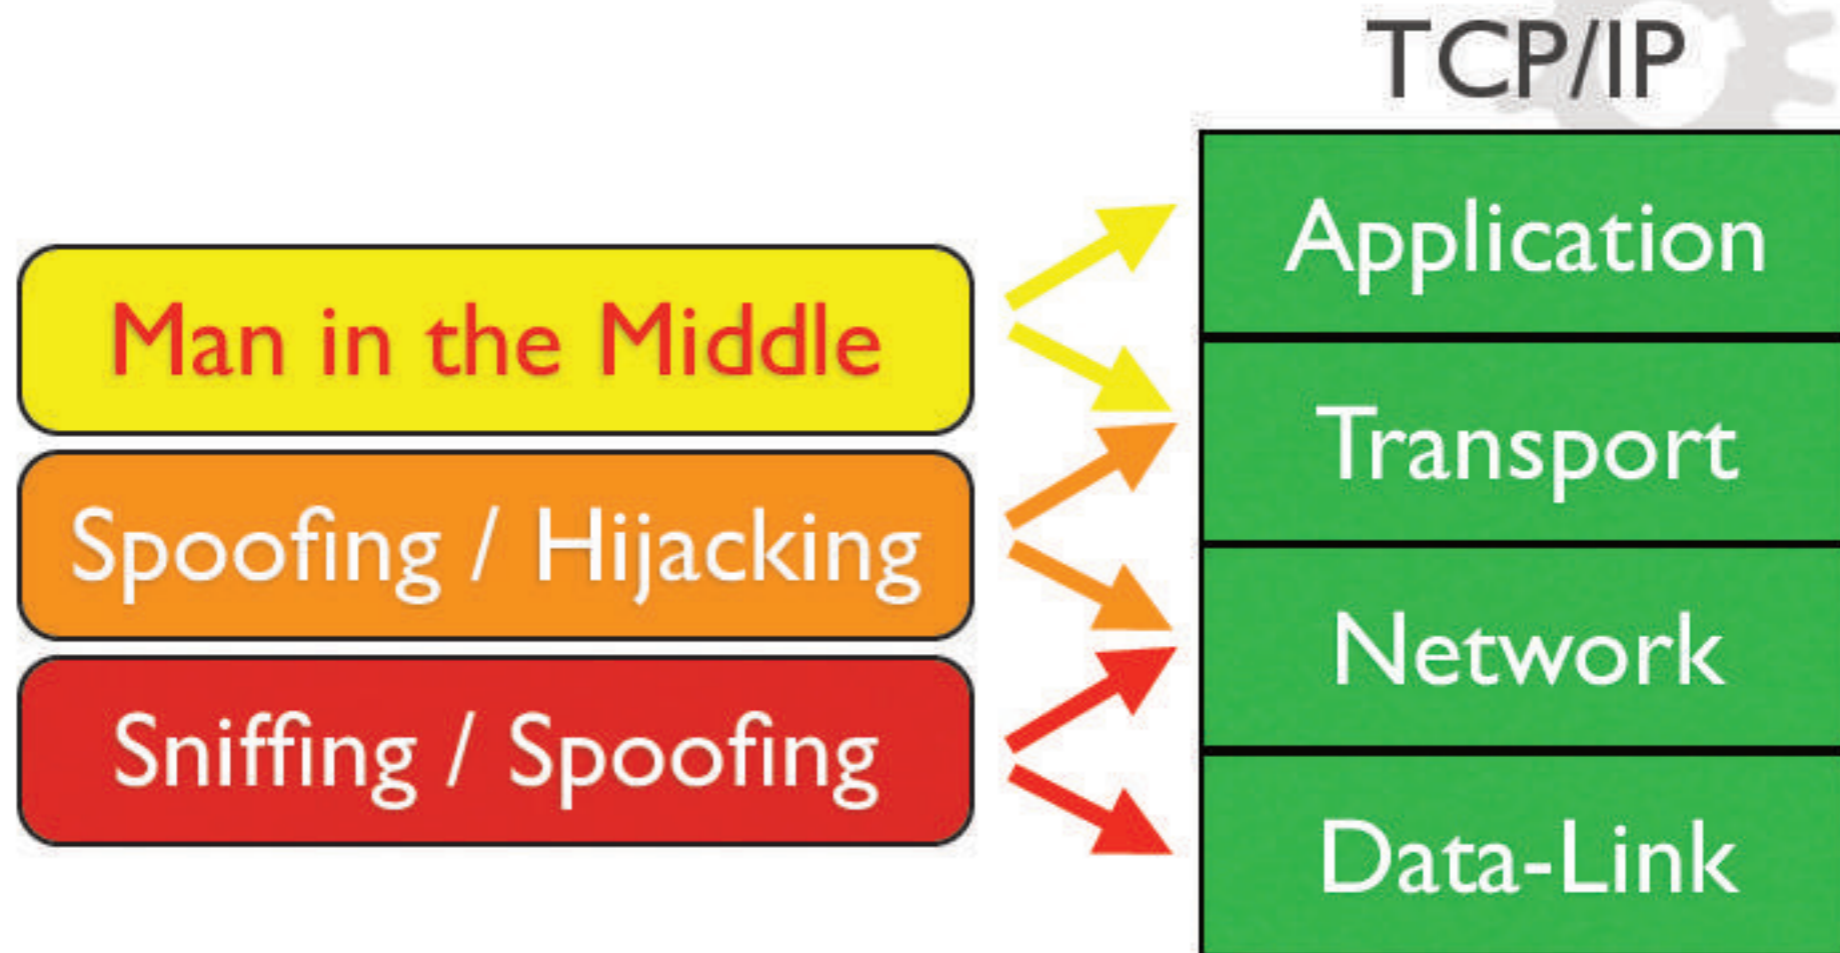 TCP/IP
Application
Man in the Middle
Transport
Spoofing / Hijacking
Network
Sniffing / Spoofing
Data-Link